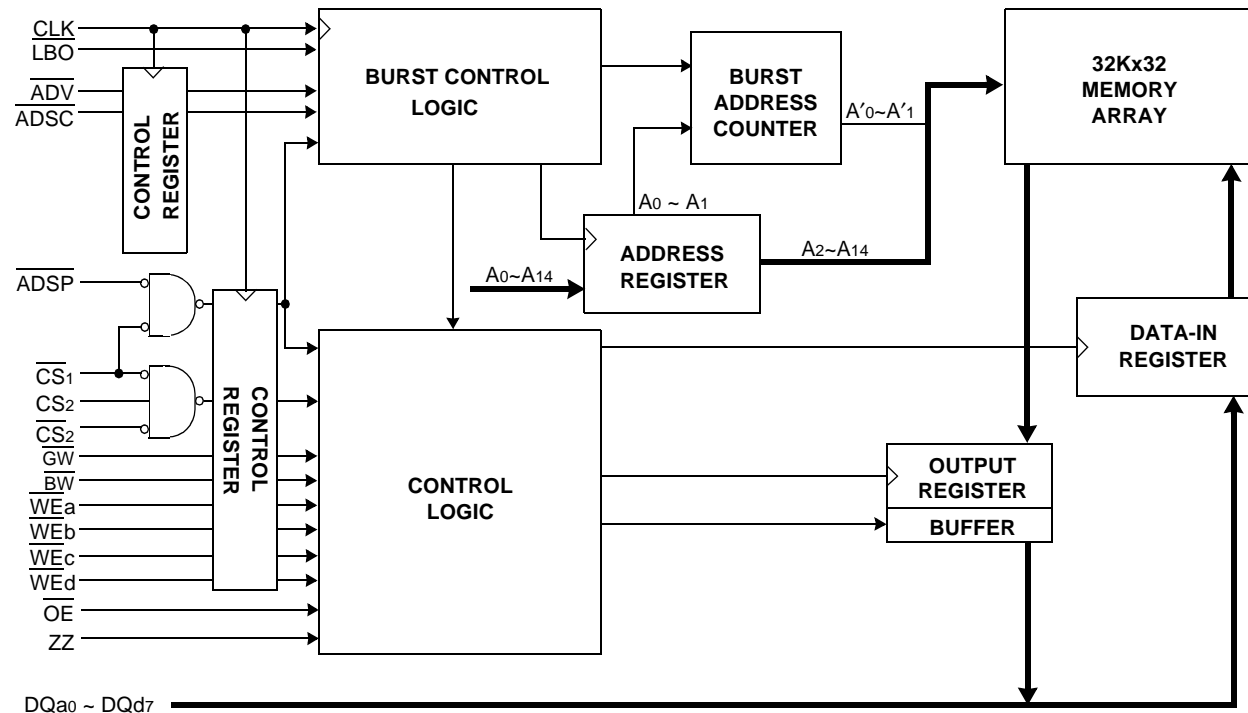 CLK
LBO
ADV
ADSC
CONTROL
REGISTER
BURST CONTROL
LOGIC
BURST
ADDRESS
COUNTER
A′0~A′1
32Kx32
MEMORY
ARRAY
A0 ~ A1
ADDRESS
REGISTER
A2~A14
A0~A14
ADSP
CS1
CS2
CS2
GW
BW
WEa
WEb
WEc
WEd
OE
ZZ
CONTROL
REGISTER
CONTROL
LOGIC
DATA-IN
REGISTER
OUTPUT
REGISTER
BUFFER
DQa0 ~ DQd7